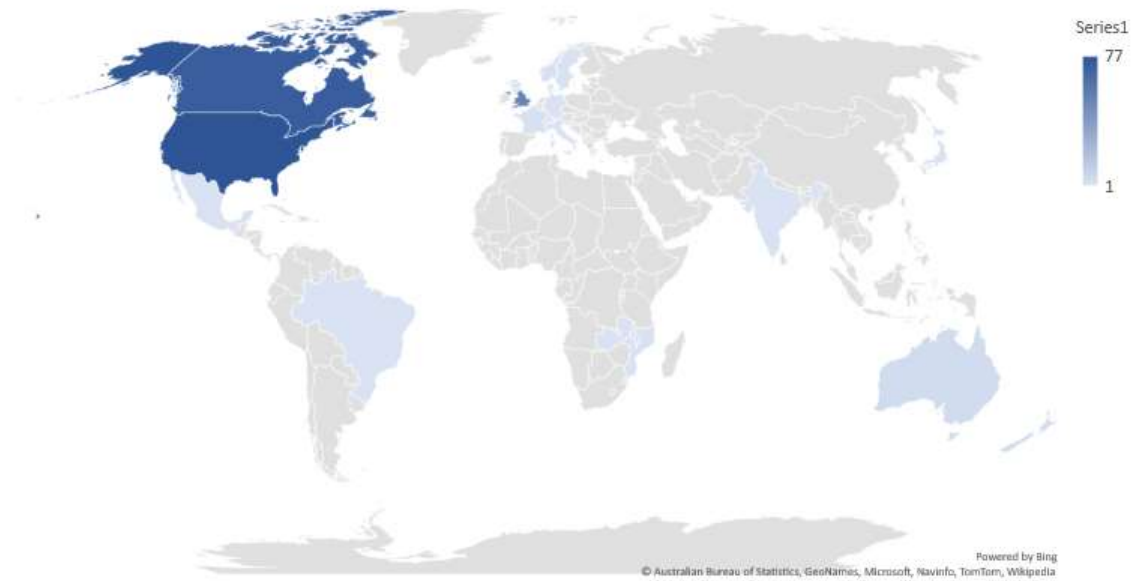 Series1
77
1
Powered by Bing
© Australian Bureau of Statistics, GeoNames, Microsoft, Navinfo, TomTom, Wikipedia